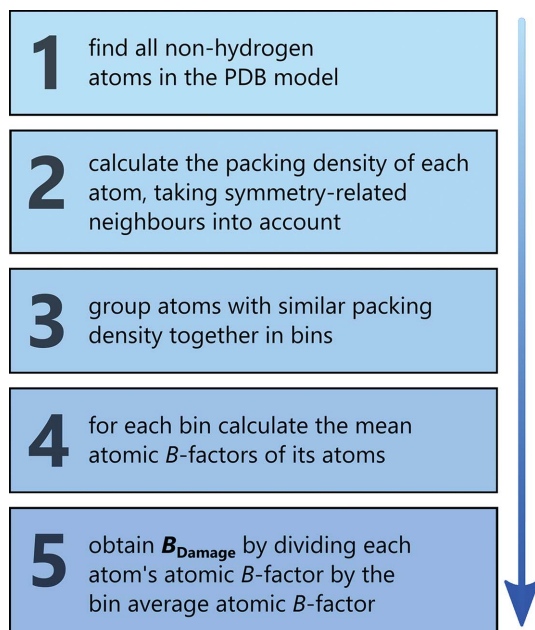 1
find all non-hydrogen
atoms in the PDB model
2
calculate the packing density of each
atom, taking symmetry-related
neighbours into account
3
group atoms with similar packing
density together in bins
4
for each bin calculate the mean
atomic B-factors of its atoms
5
obtain BDamage by dividing each
atom's atomic B-factor by the
bin average atomic B-factor